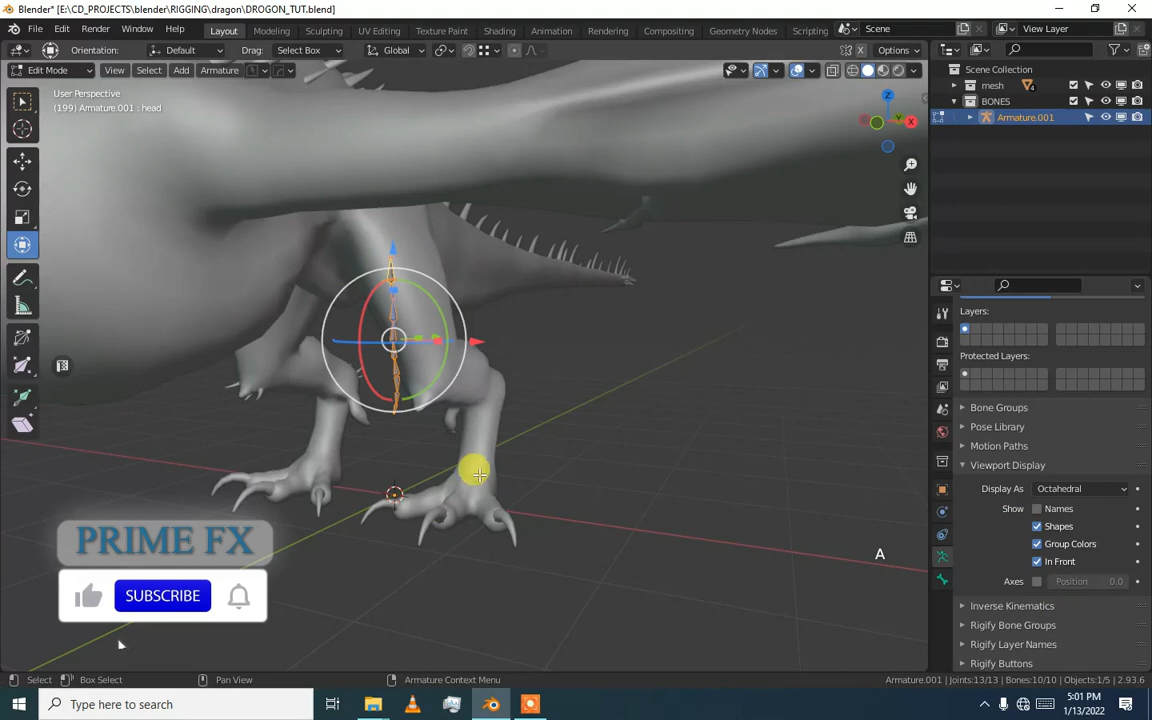 Blender* [E:\CD_PROJECTS\blender\RIGGING\dragon\DROGON_TUT.blend]
File Edit Render Window Help Layout Modeling Sculpting UV Editing Texture Paint Shading Animation Rendering Compositing Geometry Nodes Scripting Scene View Layer
Orientation: Default Drag: Select Box Global X Options
Edit Mode View Select Add Armature
User Perspective
(199) Armature.001 : head
Z
Y
X
Scene Collection
mesh 4
BONES
Armature.001
Layers:
Protected Layers:
Bone Groups
Pose Library
Motion Paths
Viewport Display
Display As Octahedral
Show Names
Shapes
Group Colors
In Front
Axes Position 0.0
Inverse Kinematics
Rigify Bone Groups
Rigify Layer Names
Rigify Buttons
A
PRIME FX
SUBSCRIBE
Select Box Select Pan View Armature Context Menu Armature.001 | Joints:13/13 | Bones:10/10 | Objects:1/5 | 2.93.6
Type here to search
5:01 PM
1/13/2022